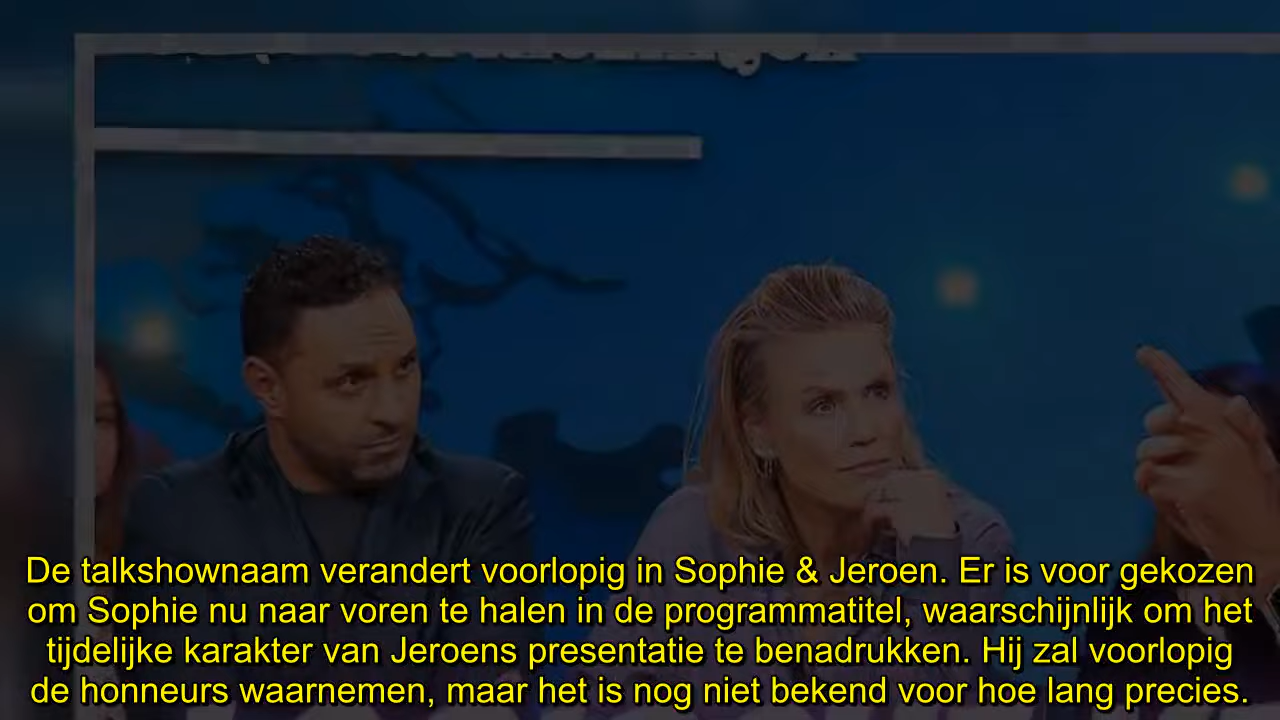 De talkshownaam verandert voorlopig in Sophie & Jeroen. Er is voor gekozen
om Sophie nu naar voren te halen in de programmatitel, waarschijnlijk om het
tijdelijke karakter van Jeroens presentatie te benadrukken. Hij zal voorlopig
de honneurs waarnemen, maar het is nog niet bekend voor hoe lang precies.